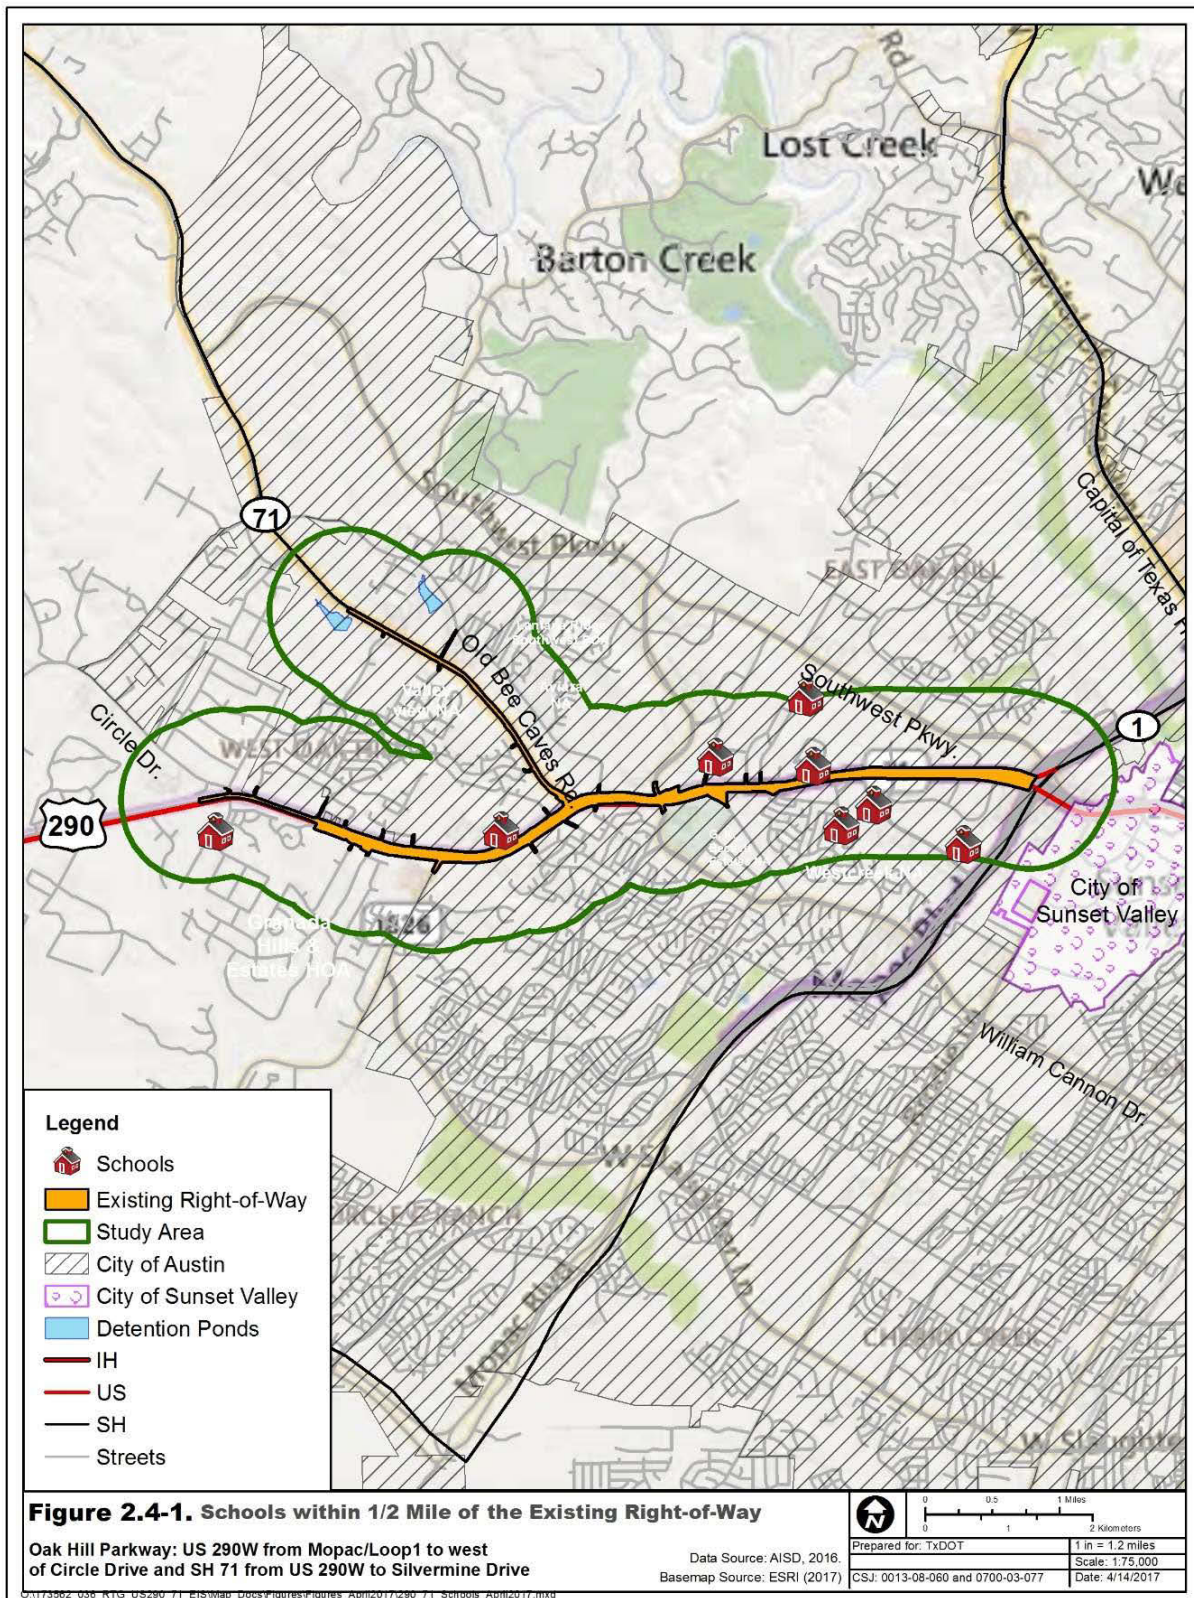 Rd
Lost Creek
We
Barton Creek
Capital of Texas H
71
Southwest Pkwy
EAST OAK HILL
Old Bee Caves Rd
Valley
Southwest Pkwy.
Circle Dr.
WEST OAK HILL
1
290
Westcreek NA
City of
Sunset Valley
Granada
Hills &
Estates HOA
1826
William Cannon Dr.
CIRCLE C RANCH
W Slaughter Ln
Mopac Blvd
CHERRY CREEK
W Slaughter
Legend
Schools
Existing Right-of-Way
Study Area
City of Austin
City of Sunset Valley
Detention Ponds
IH
US
SH
Streets
Figure 2.4-1. Schools within 1/2 Mile of the Existing Right-of-Way
Oak Hill Parkway: US 290W from Mopac/Loop1 to west
of Circle Drive and SH 71 from US 290W to Silvermine Drive
Data Source: AISD, 2016.
Basemap Source: ESRI (2017)
N
0 0.5 1 Miles
0 1 2 Kilometers
Prepared for: TxDOT
1 in = 1.2 miles
Scale: 1:75,000
CSJ: 0013-08-060 and 0700-03-077
Date: 4/14/2017